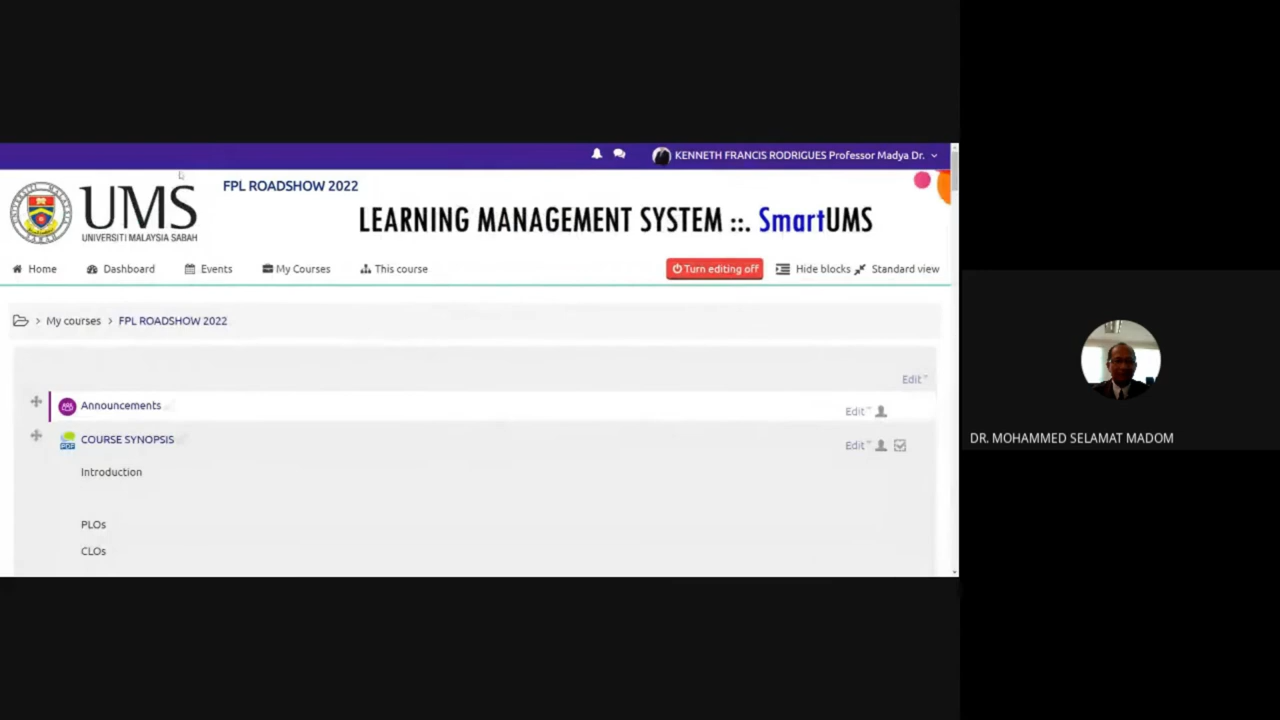 KENNETH FRANCIS RODRIGUES Professor Madya Dr.
UMS
UNIVERSITI MALAYSIA SABAH
FPL ROADSHOW 2022
LEARNING MANAGEMENT SYSTEM ::. SmartUMS
Home Dashboard Events My Courses This course Turn editing off Hide blocks Standard view
> My courses > FPL ROADSHOW 2022
Edit
Announcements
Edit
COURSE SYNOPSIS
Edit
Introduction
PLOs
CLOs
DR. MOHAMMED SELAMAT MADOM